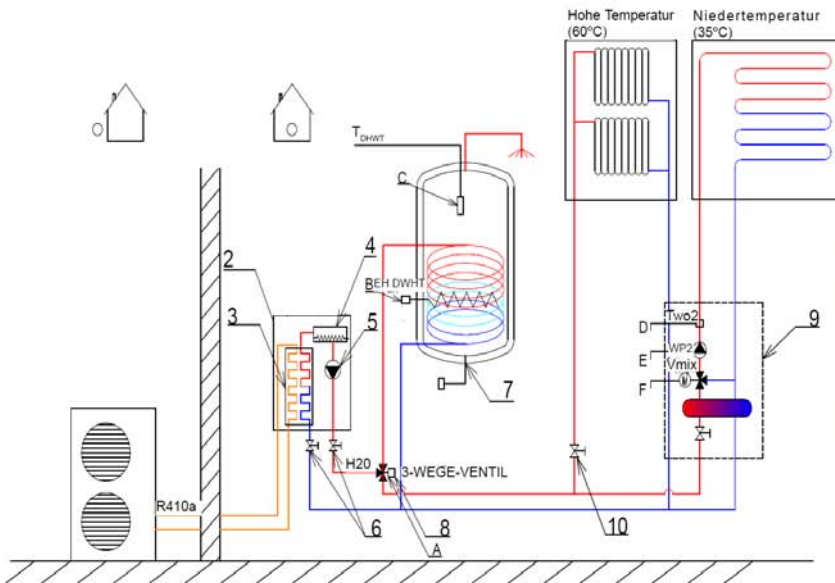 Hohe Temperatur
(60°C)
Niedertemperatur
(35°C)
TDHWT
C
4
2
BEH DWHT
3
5
Two2
D
9
WP2
E
Vmix
F
7
H20
3-WEGE-VENTIL
R410a
6
8
A
10